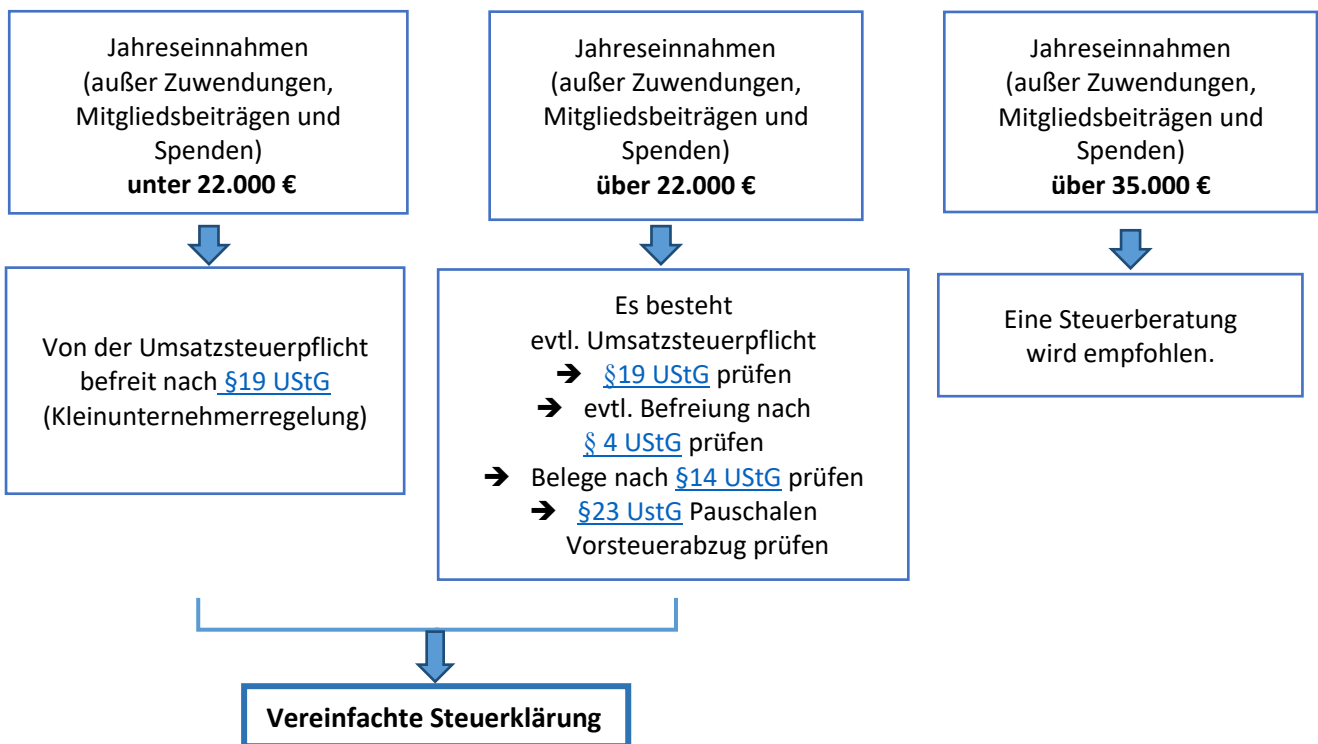 Jahreseinnahmen
(außer Zuwendungen,
Mitgliedsbeiträgen und
Spenden)
unter 22.000 €
Jahreseinnahmen
(außer Zuwendungen,
Mitgliedsbeiträgen und
Spenden)
über 22.000 €
Jahreseinnahmen
(außer Zuwendungen,
Mitgliedsbeiträgen und
Spenden)
über 35.000 €
Von der Umsatzsteuerpflicht
befreit nach §19 UStG
(Kleinunternehmerregelung)
Es besteht
evtl. Umsatzsteuerpflicht
➔ §19 UStG prüfen
➔ evtl. Befreiung nach
§ 4 UStG prüfen
➔ Belege nach §14 UStG prüfen
➔ §23 UstG Pauschalen
Vorsteuerabzug prüfen
Eine Steuerberatung
wird empfohlen.
Vereinfachte Steuerklärung